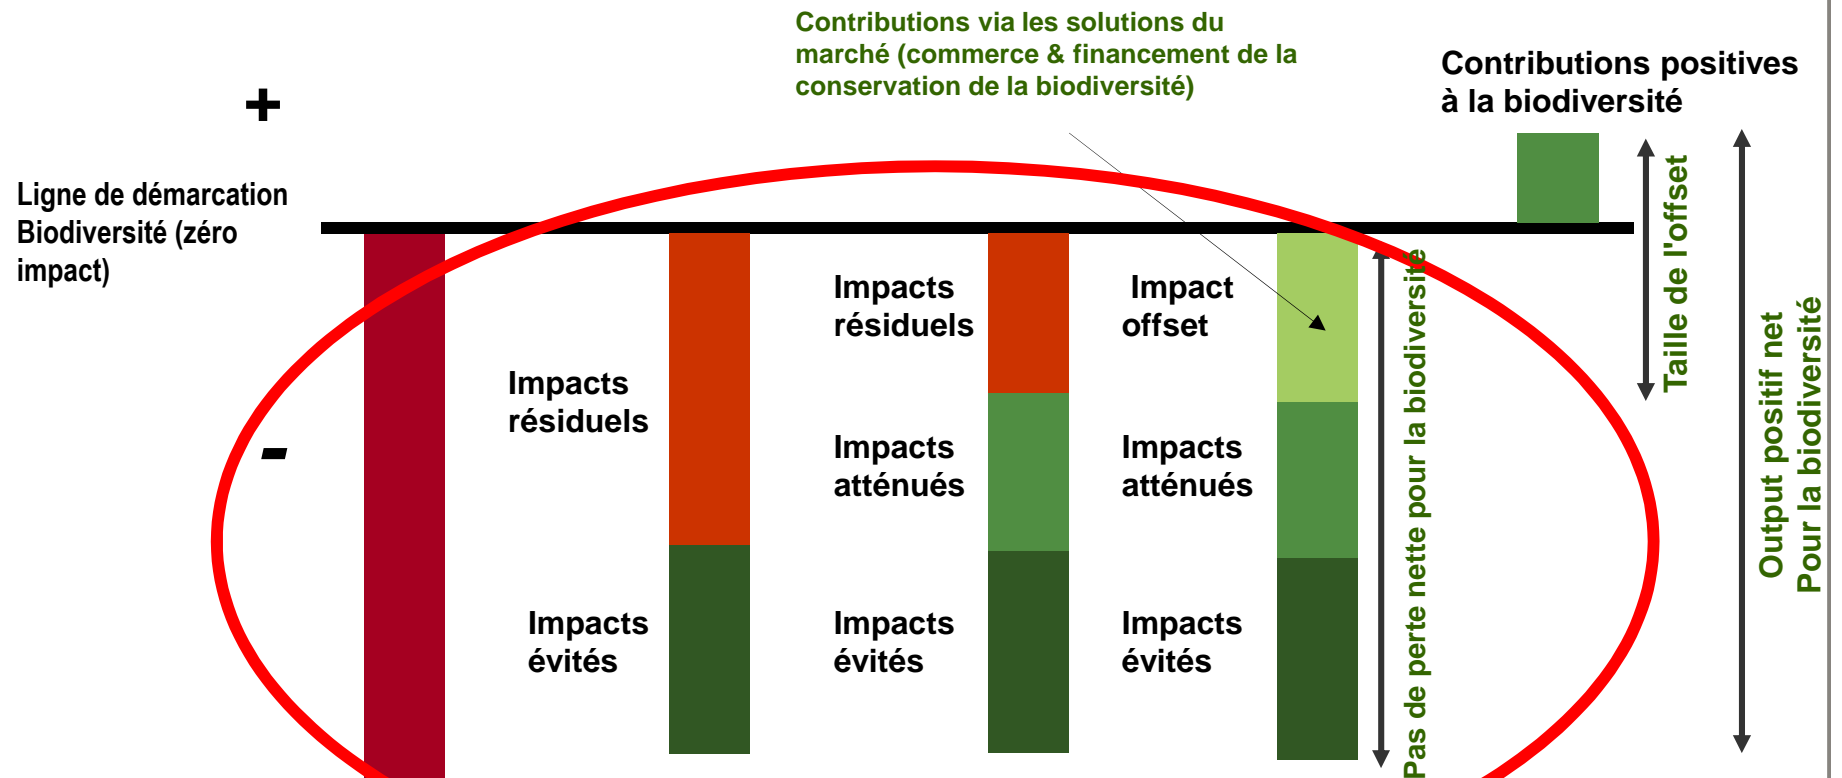 Contributions via les solutions du
marché (commerce & financement de la
conservation de la biodiversité)
Contributions positives
à la biodiversité
+
Ligne de démarcation
Biodiversité (zéro
impact)
-
Impacts
résiduels
Impacts
évités
Impacts
résiduels
Impacts
atténués
Impacts
évités
Impact
offset
Impacts
atténués
Impacts
évités
Pas de perte nette pour la biodiversité
Taille de l'offset
Output positif net
Pour la biodiversité